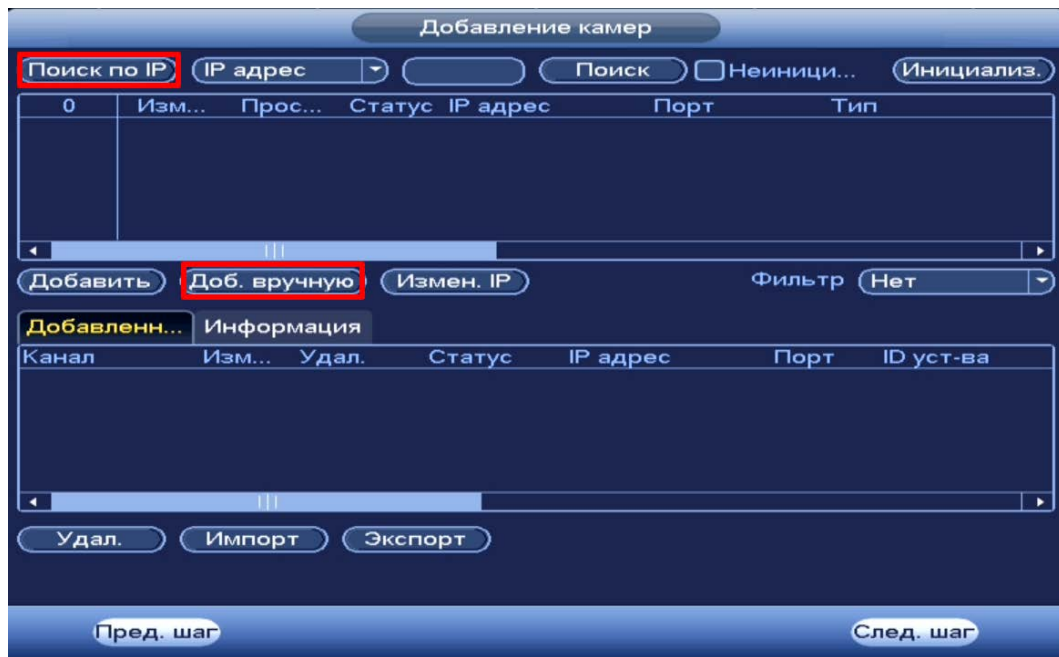 Добавление камер
Поиск по IP IP адрес Поиск Неиници... Инициализ.
0 Изм... Прос... Статус IP адрес Порт Тип
Добавить Доб. вручную Измен. IP Фильтр Нет
Добавленн... Информация
Канал Изм... Удал. Статус IP адрес Порт ID уст-ва
Удал. Импорт Экспорт
Пред. шаг След. шаг